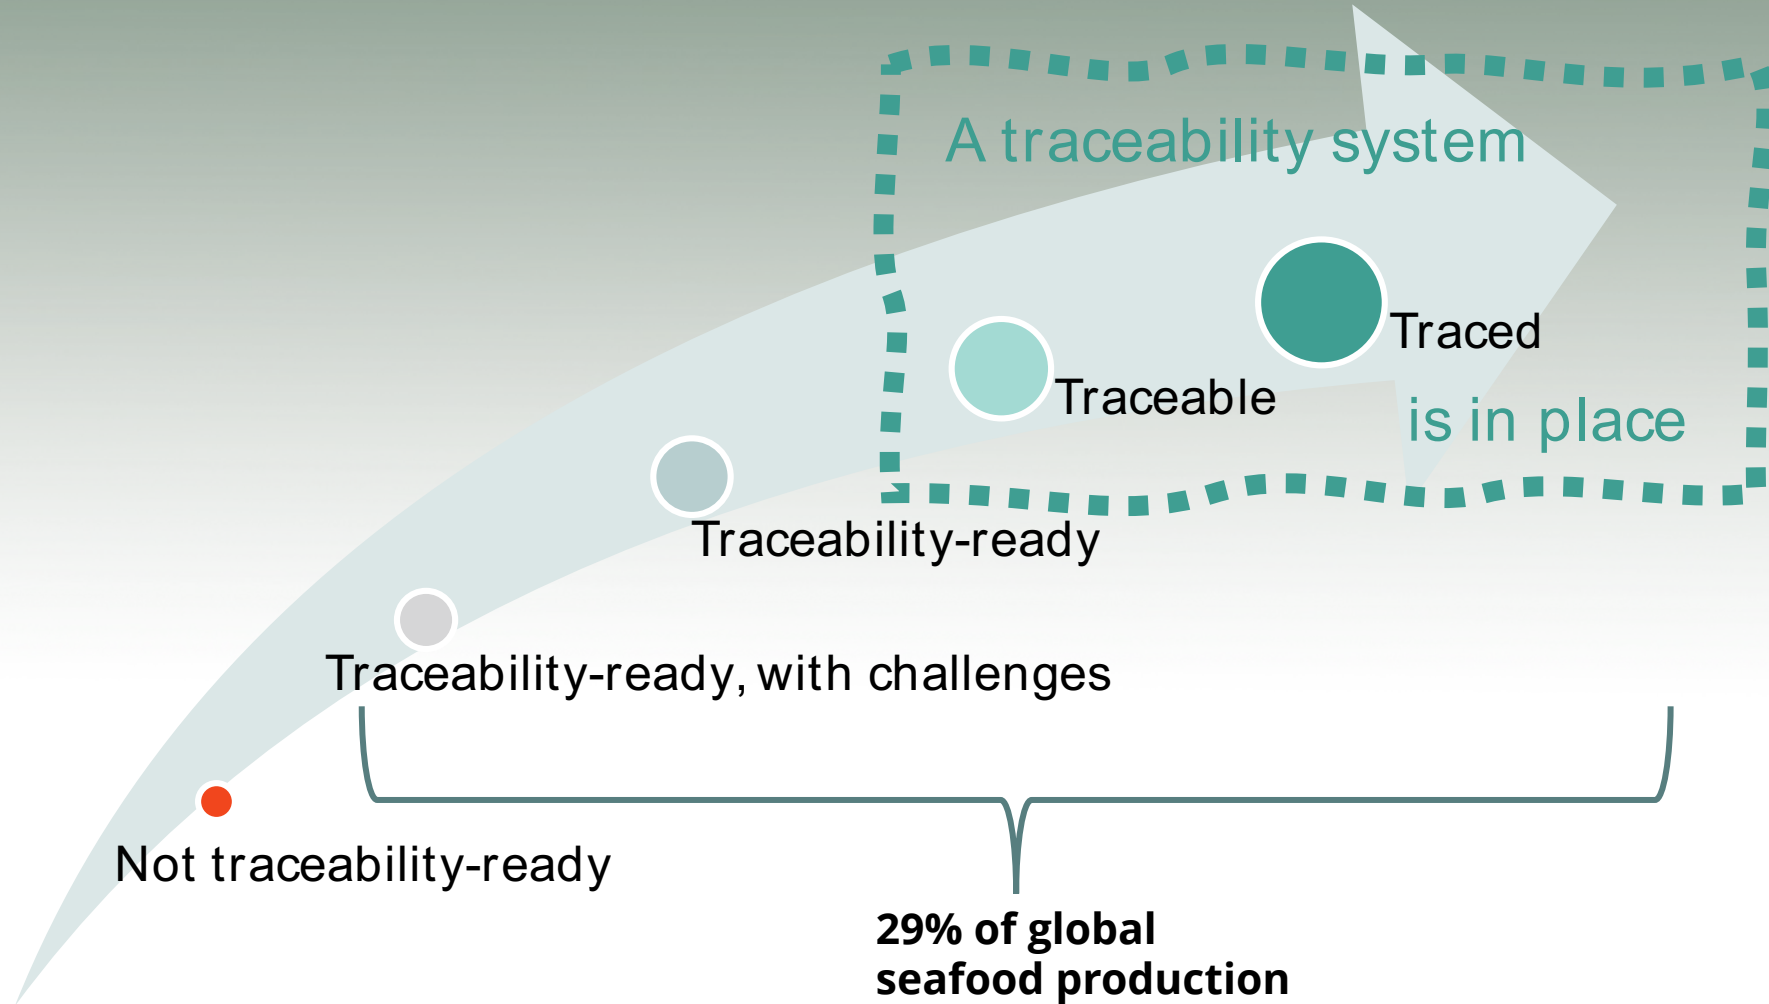 A traceability system
Traced
Traceable
is in place
Traceability-ready
Traceability-ready, with challenges
Not traceability-ready
29% of global
seafood production